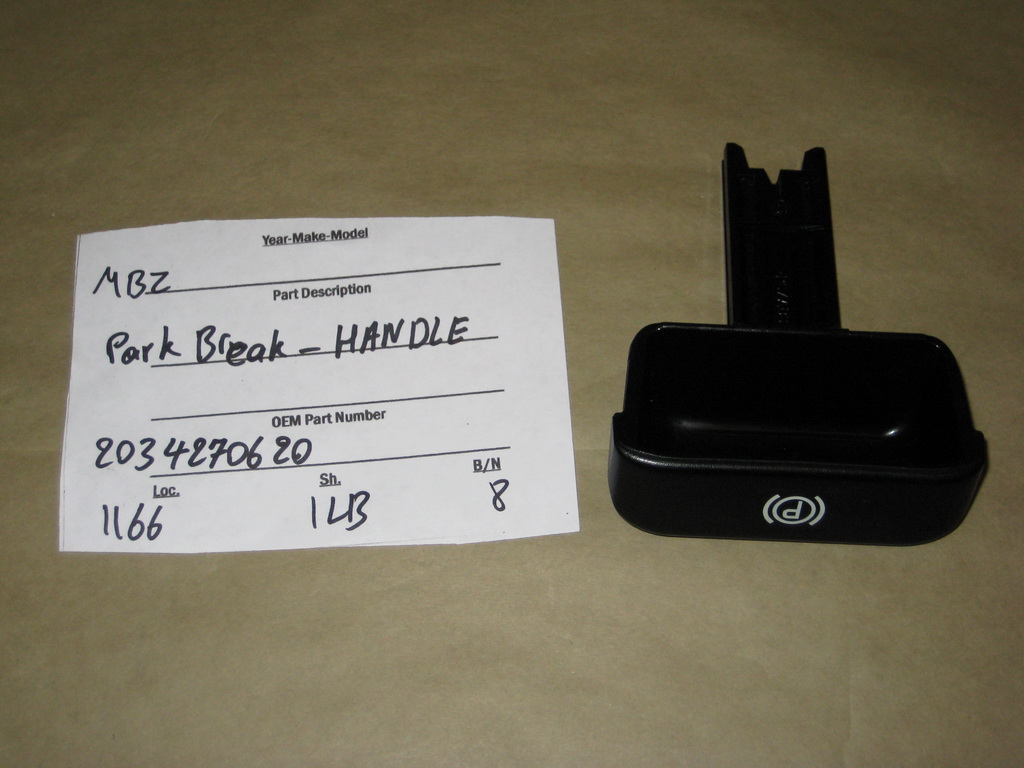 Year-Make-Model
MBZ
Part Description
Park Break - HANDLE
OEM Part Number
2034270620
Loc. Sh. B/N
1166 1LB 8
(P)